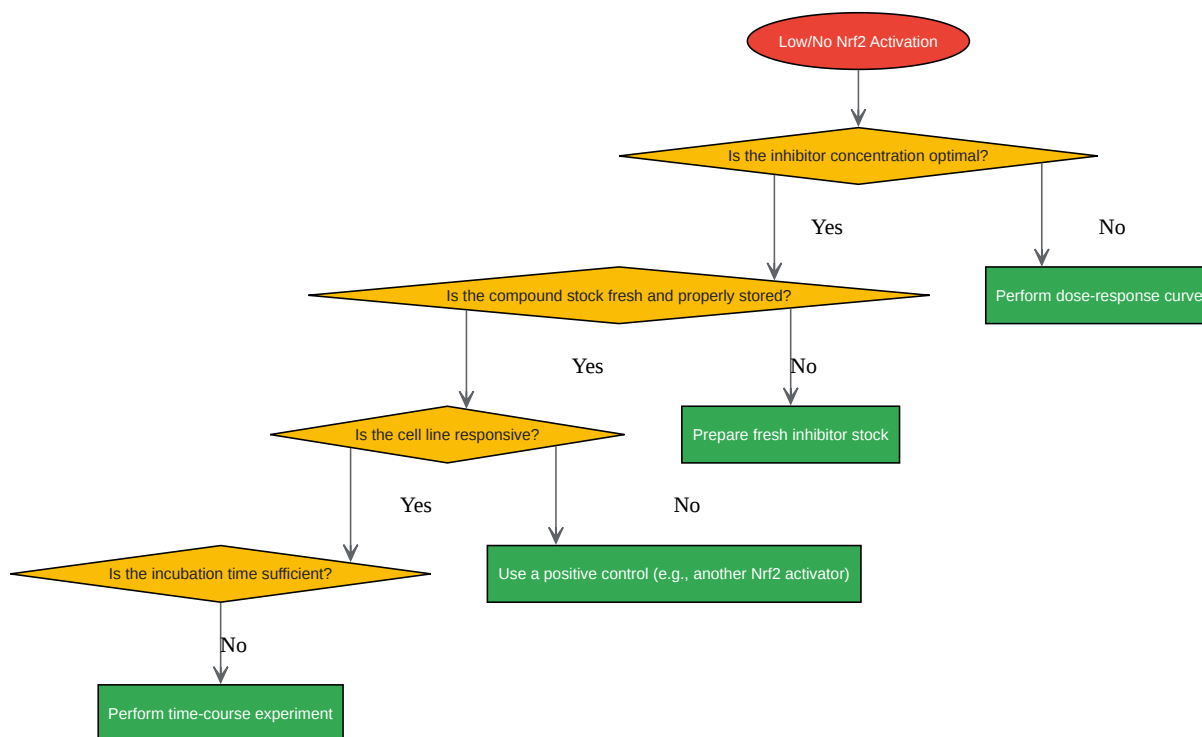 Low/No Nrf2 Activation
Is the inhibitor concentration optimal?
Yes
No
Is the compound stock fresh and properly stored?
Perform dose-response curve
Yes
No
Is the cell line responsive?
Prepare fresh inhibitor stock
Yes
No
Is the incubation time sufficient?
Use a positive control (e.g., another Nrf2 activator)
No
Perform time-course experiment